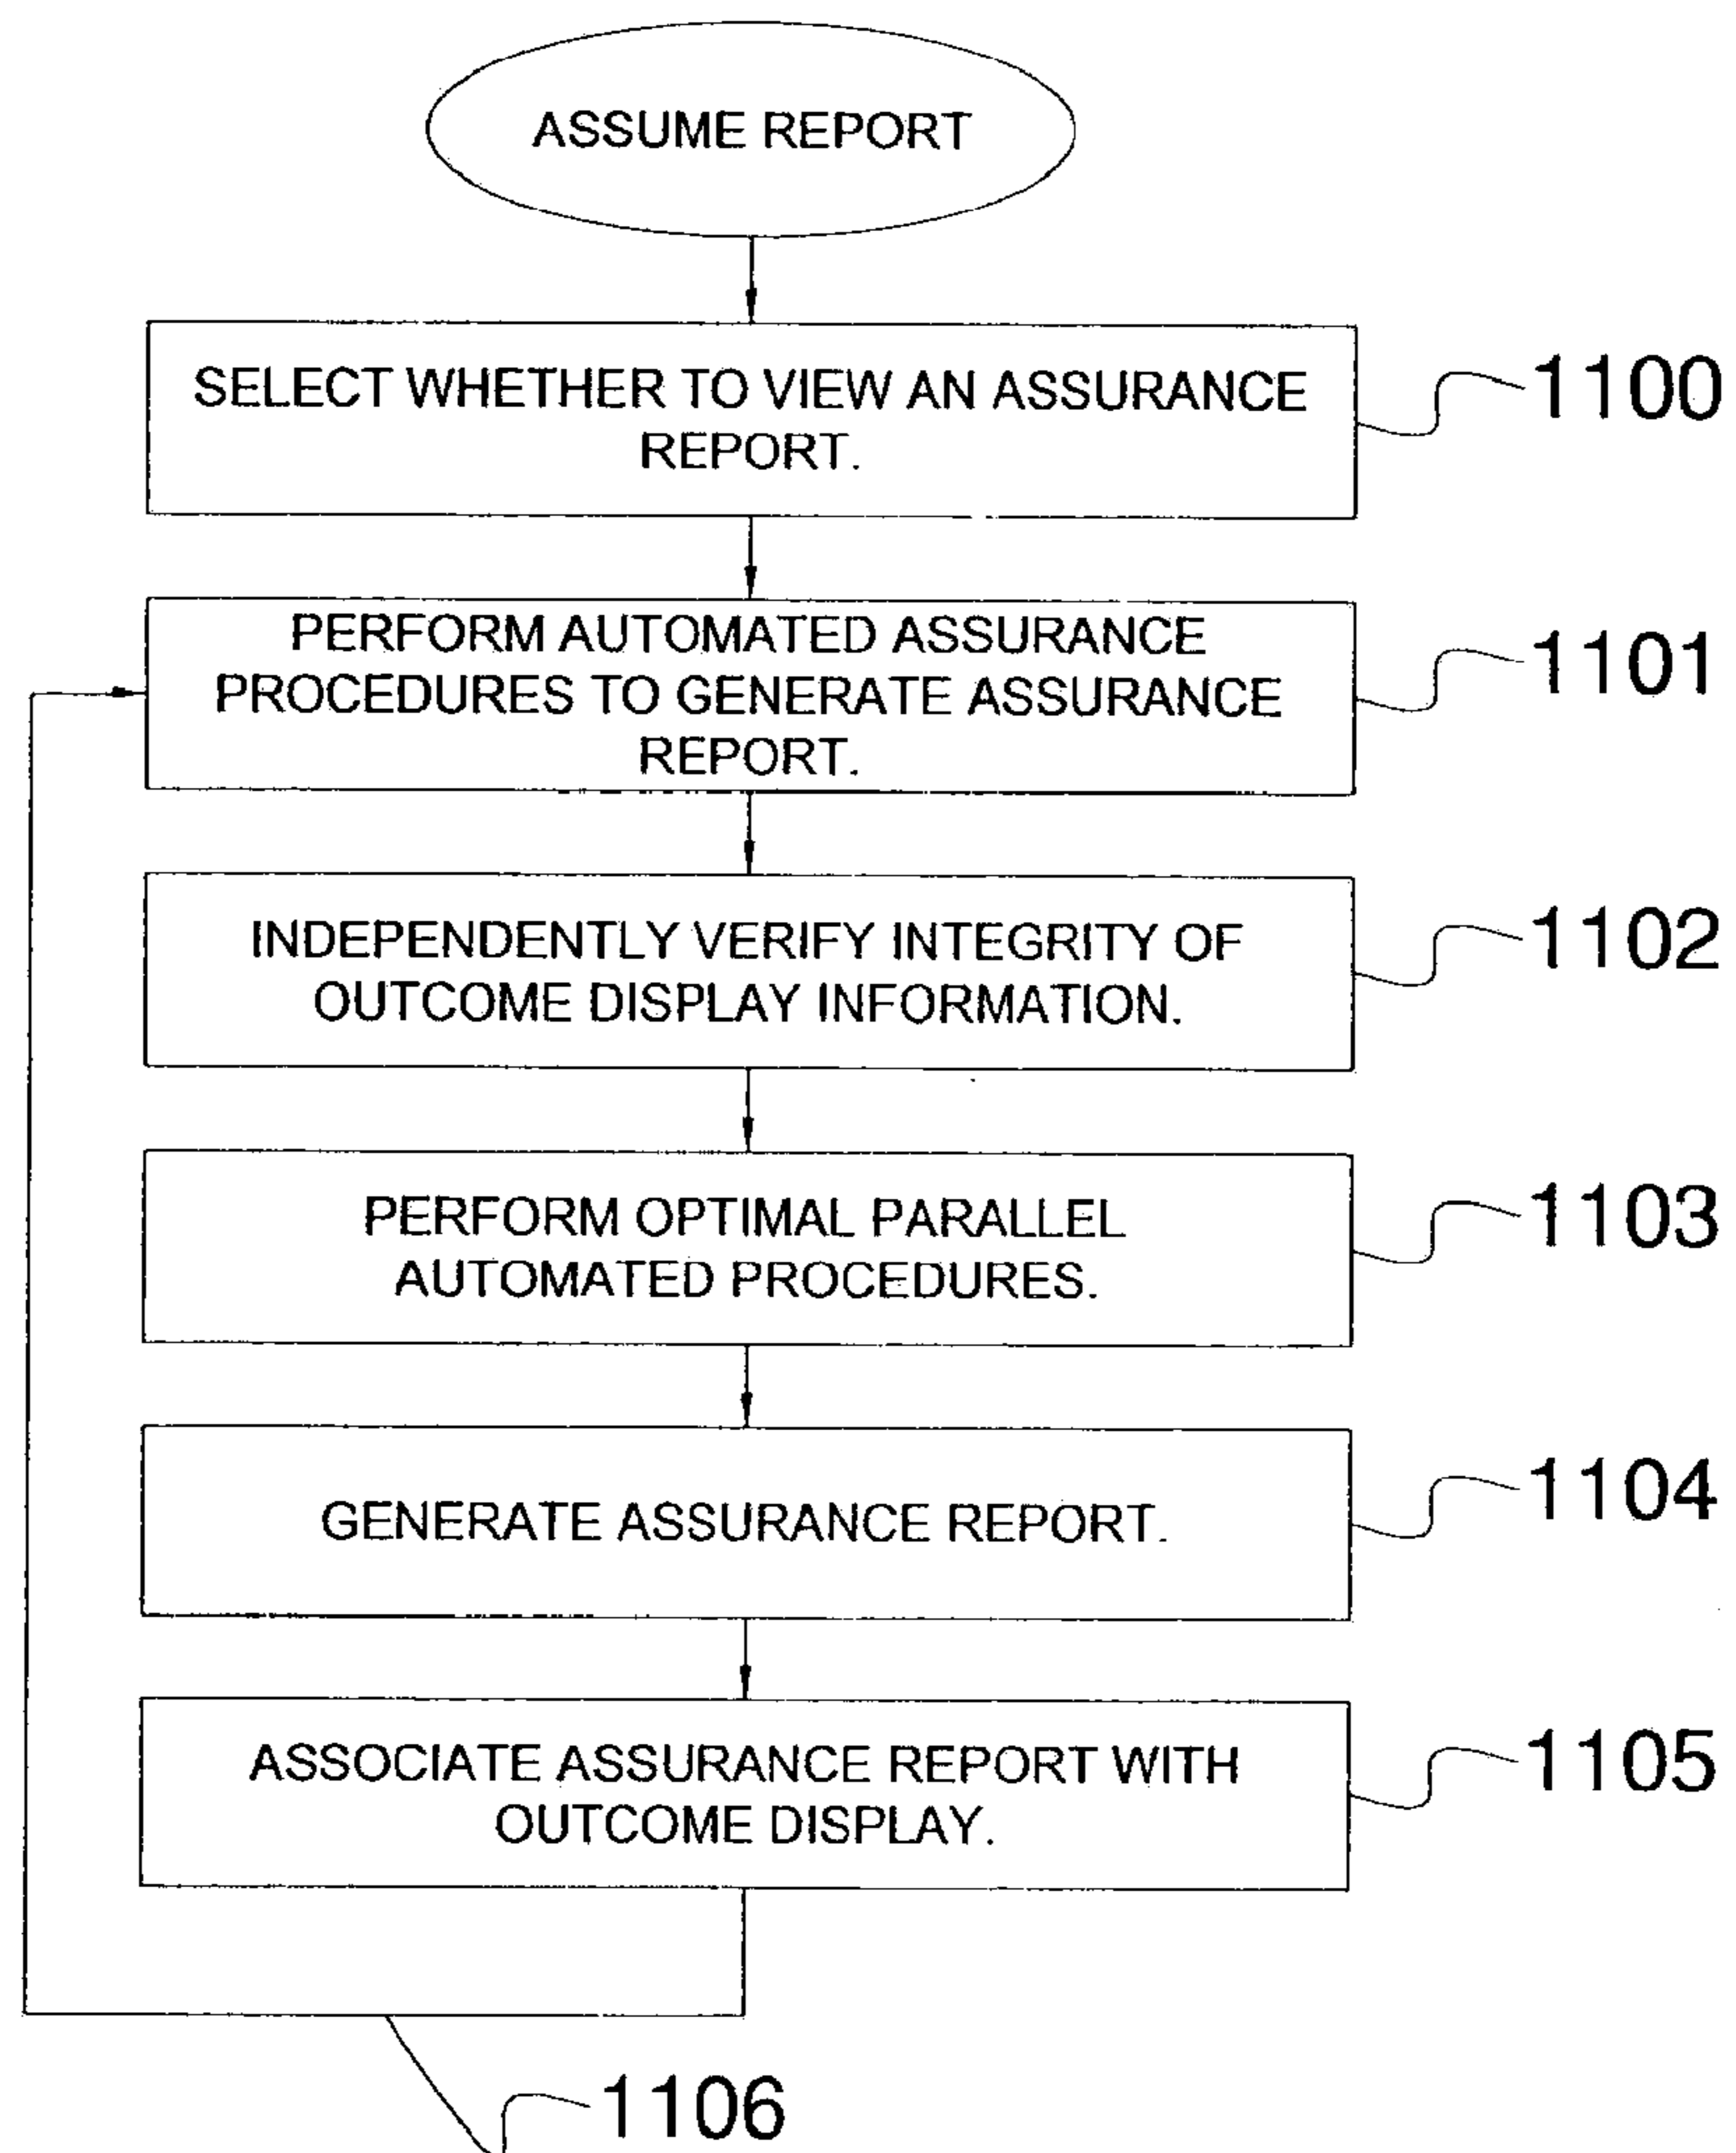 ASSUME REPORT
SELECT WHETHER TO VIEW AN ASSURANCE
REPORT.
1100
PERFORM AUTOMATED ASSURANCE
PROCEDURES TO GENERATE ASSURANCE
REPORT.
1101
INDEPENDENTLY VERIFY INTEGRITY OF
OUTCOME DISPLAY INFORMATION.
1102
PERFORM OPTIMAL PARALLEL
AUTOMATED PROCEDURES.
1103
GENERATE ASSURANCE REPORT.
1104
ASSOCIATE ASSURANCE REPORT WITH
OUTCOME DISPLAY.
1105
1106